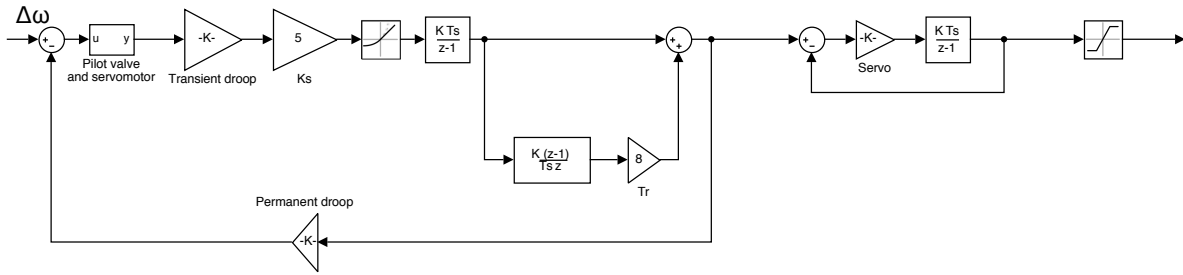 Δω
+
−
u y
Pilot valve
and servomotor
-K-
Transient droop
5
Ks
K Ts
z-1
+
+
+
−
-K-
Servo
K Ts
z-1
K (z-1)
Ts z
8
Tr
Permanent droop
-K-